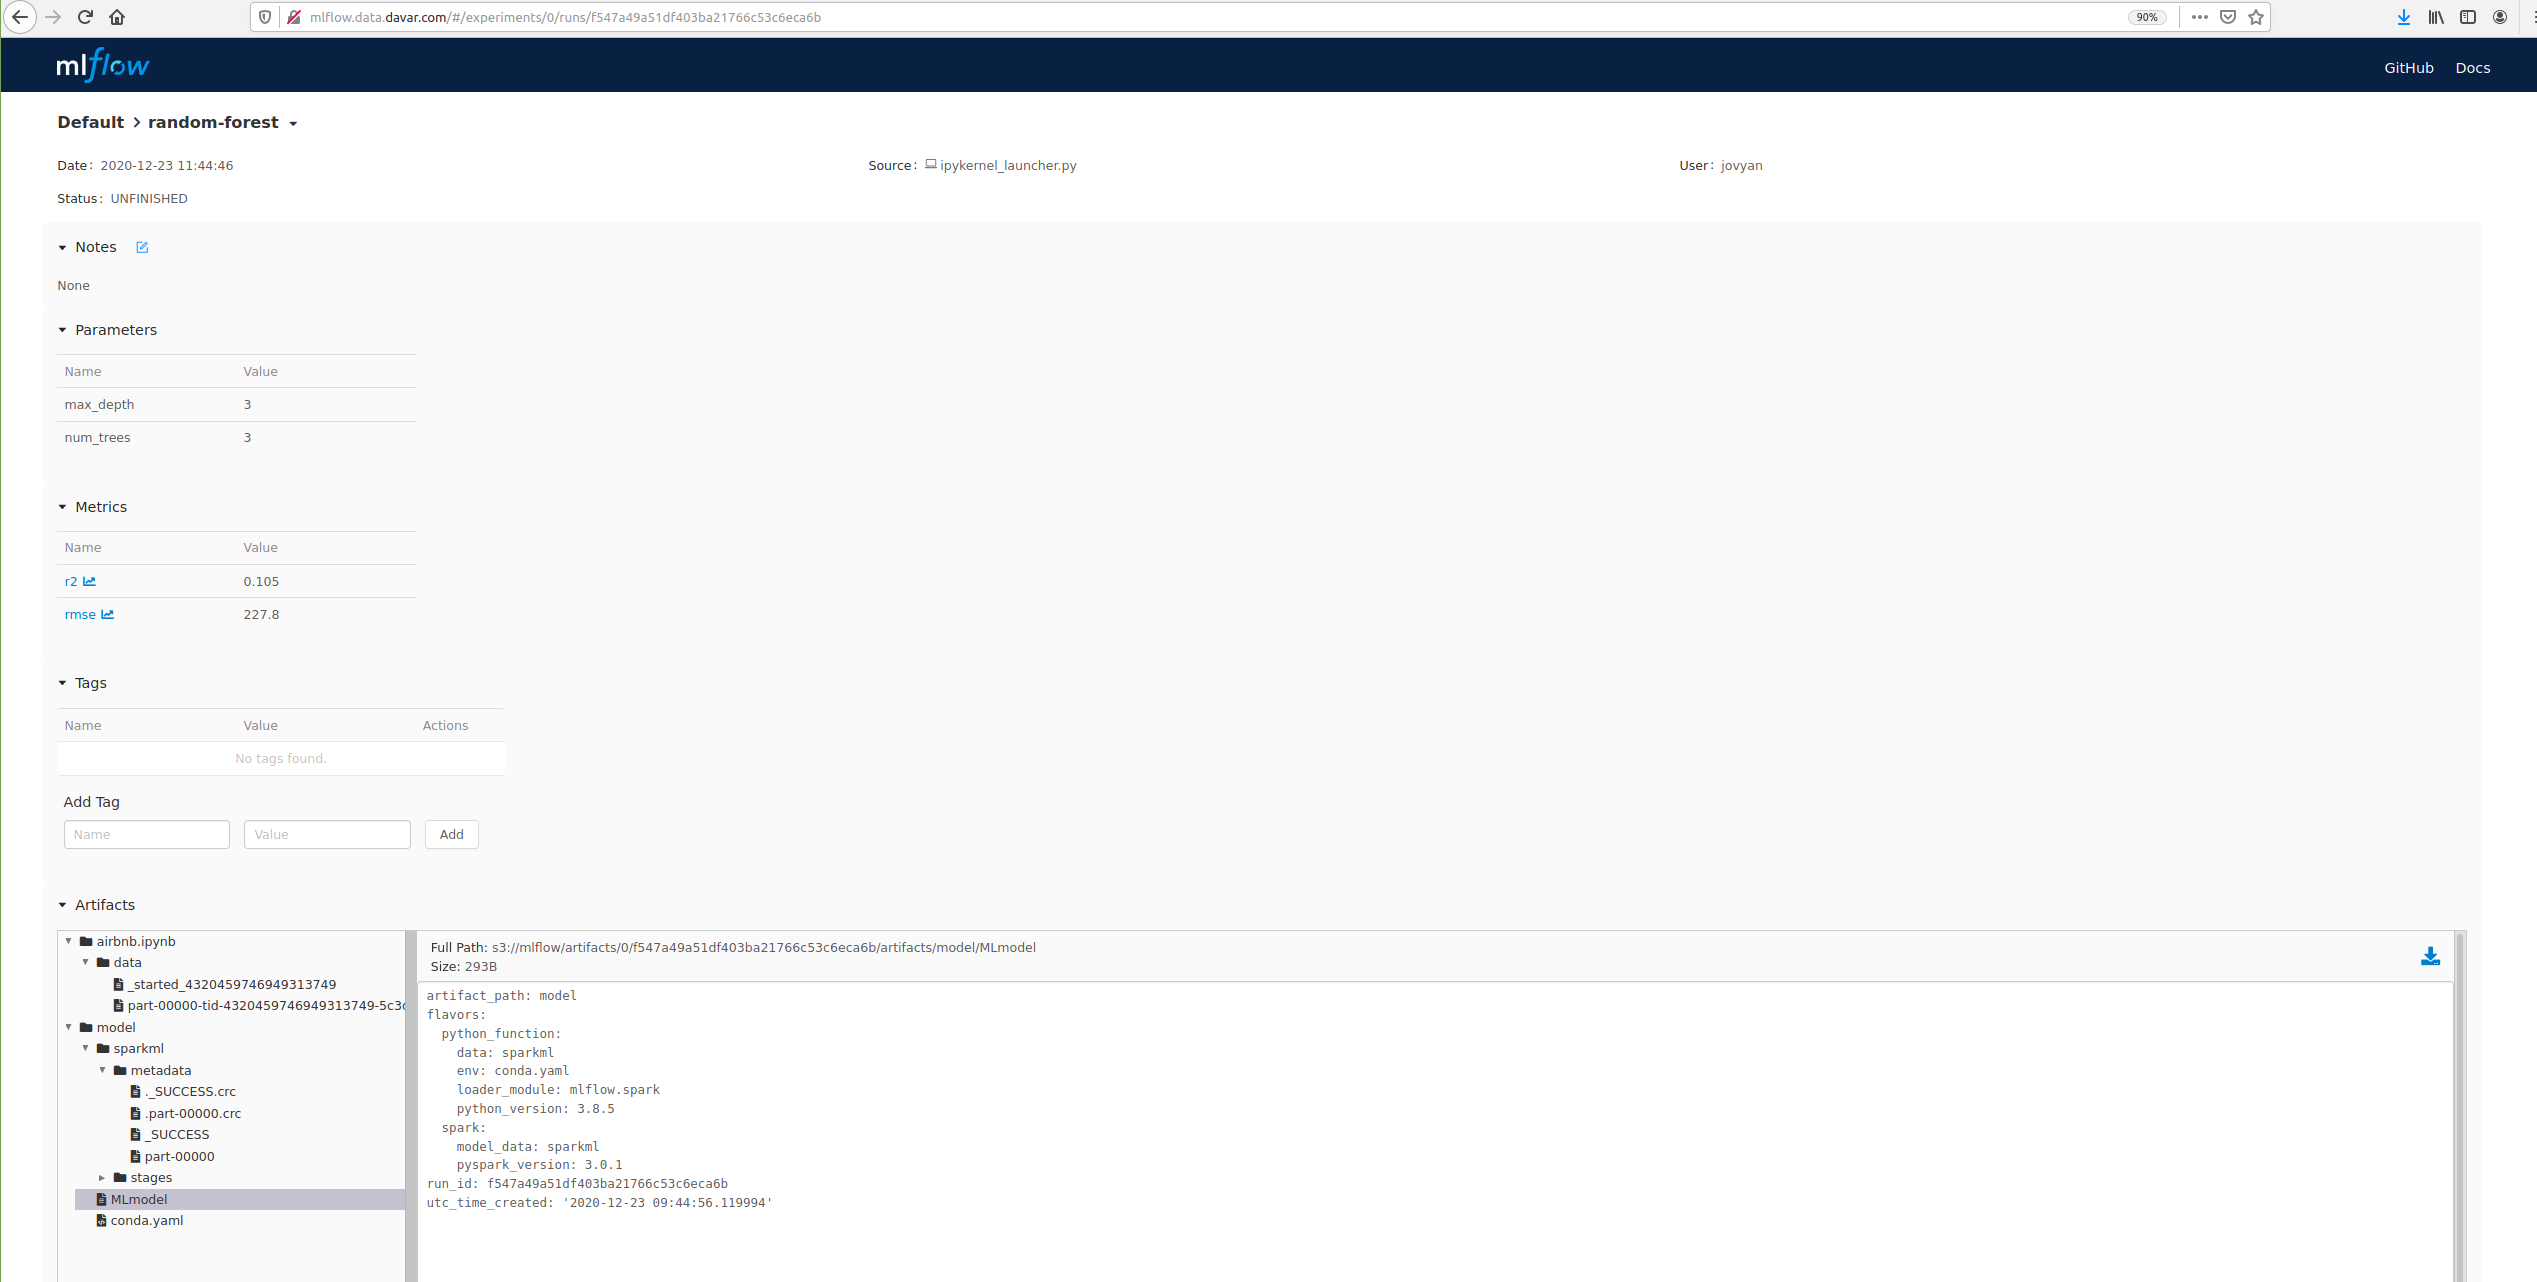 mlflow.data.davar.com/#/experiments/0/runs/f547a49a51df403ba21766c53c6eca6b
90%
mlflow
GitHub Docs
Default > random-forest
Date: 2020-12-23 11:44:46
Source: ipykernel_launcher.py
User: jovyan
Status: UNFINISHED
Notes
None
Parameters
Name Value
max_depth 3
num_trees 3
Metrics
Name Value
r2 0.105
rmse 227.8
Tags
Name Value Actions
No tags found.
Add Tag
Name Value Add
Artifacts
airbnb.ipynb
data
_started_4320459746949313749
part-00000-tid-4320459746949313749-5c3
model
sparkml
metadata
._SUCCESS.crc
.part-00000.crc
_SUCCESS
part-00000
stages
MLmodel
conda.yaml
Full Path: s3://mlflow/artifacts/0/f547a49a51df403ba21766c53c6eca6b/artifacts/model/MLmodel
Size: 293B
artifact_path: model
flavors:
python_function:
data: sparkml
env: conda.yaml
loader_module: mlflow.spark
python_version: 3.8.5
spark:
model_data: sparkml
pyspark_version: 3.0.1
run_id: f547a49a51df403ba21766c53c6eca6b
utc_time_created: '2020-12-23 09:44:56.119994'